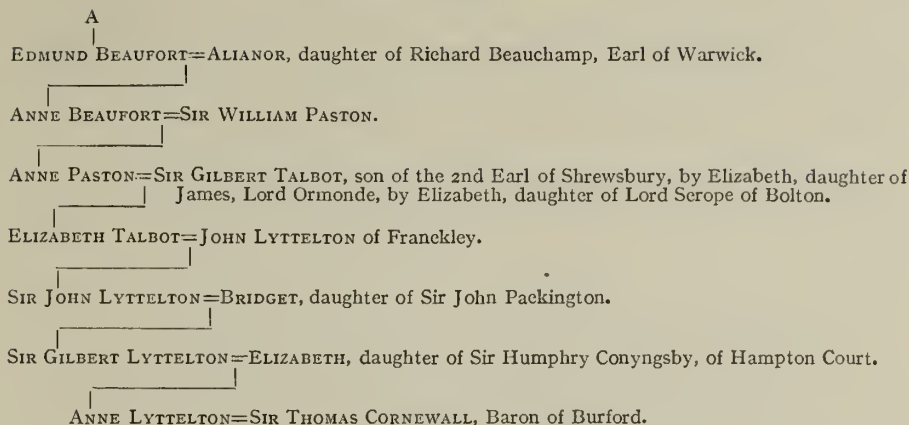 A
EDMUND BEAUFORT=ALIANOR, daughter of Richard Beauchamp, Earl of Warwick.
ANNE BEAUFORT=SIR WILLIAM PASTON.
ANNE PASTON=SIR GILBERT TALBOT, son of the 2nd Earl of Shrewsbury, by Elizabeth, daughter of
James, Lord Ormonde, by Elizabeth, daughter of Lord Scrope of Bolton.
ELIZABETH TALBOT=JOHN LYTTELTON of Franckley.
SIR JOHN LYTTELTON=BRIDGET, daughter of Sir John Packington.
SIR GILBERT LYTTELTON=ELIZABETH, daughter of Sir Humphry Conyngsby, of Hampton Court.
ANNE LYTTELTON=SIR THOMAS CORNEWALL, Baron of Burford.